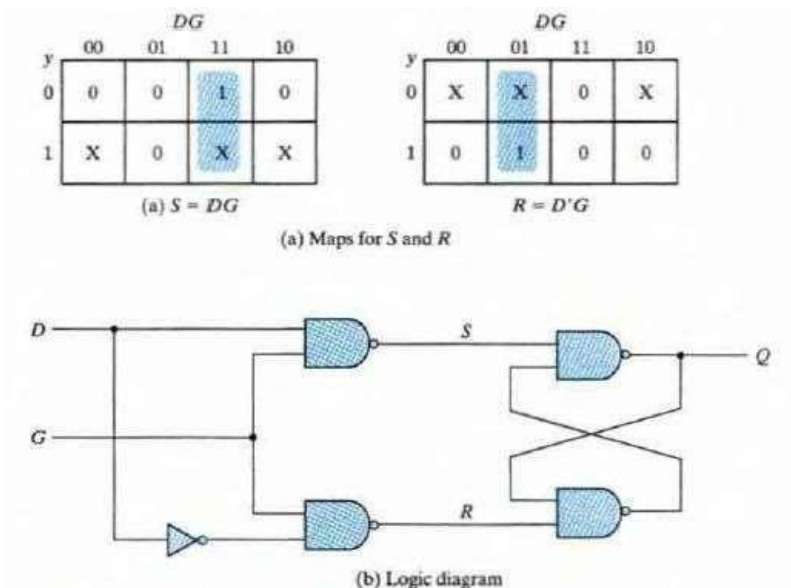 DG
y 00 01 11 10
0 0 0 1 0
1 X 0 X X
(a) S = DG
DG
y 00 01 11 10
0 X X 0 X
1 0 1 0 0
R = D'G
(a) Maps for S and R
D
S
Q
G
R
(b) Logic diagram